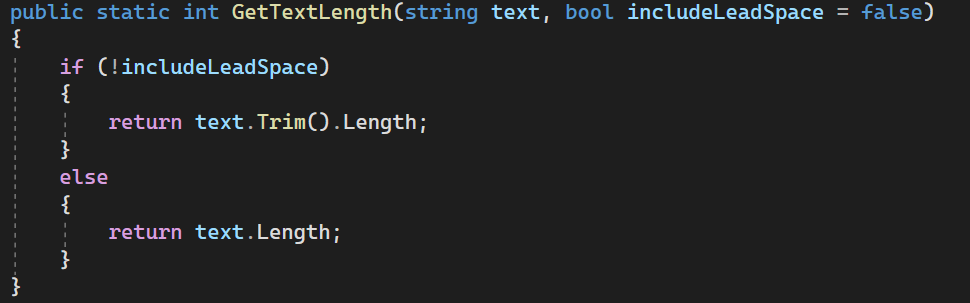 public static int GetTextLength(string text, bool includeLeadSpace = false)
{
    if (!includeLeadSpace)
    {
        return text.Trim().Length;
    }
    else
    {
        return text.Length;
    }
}